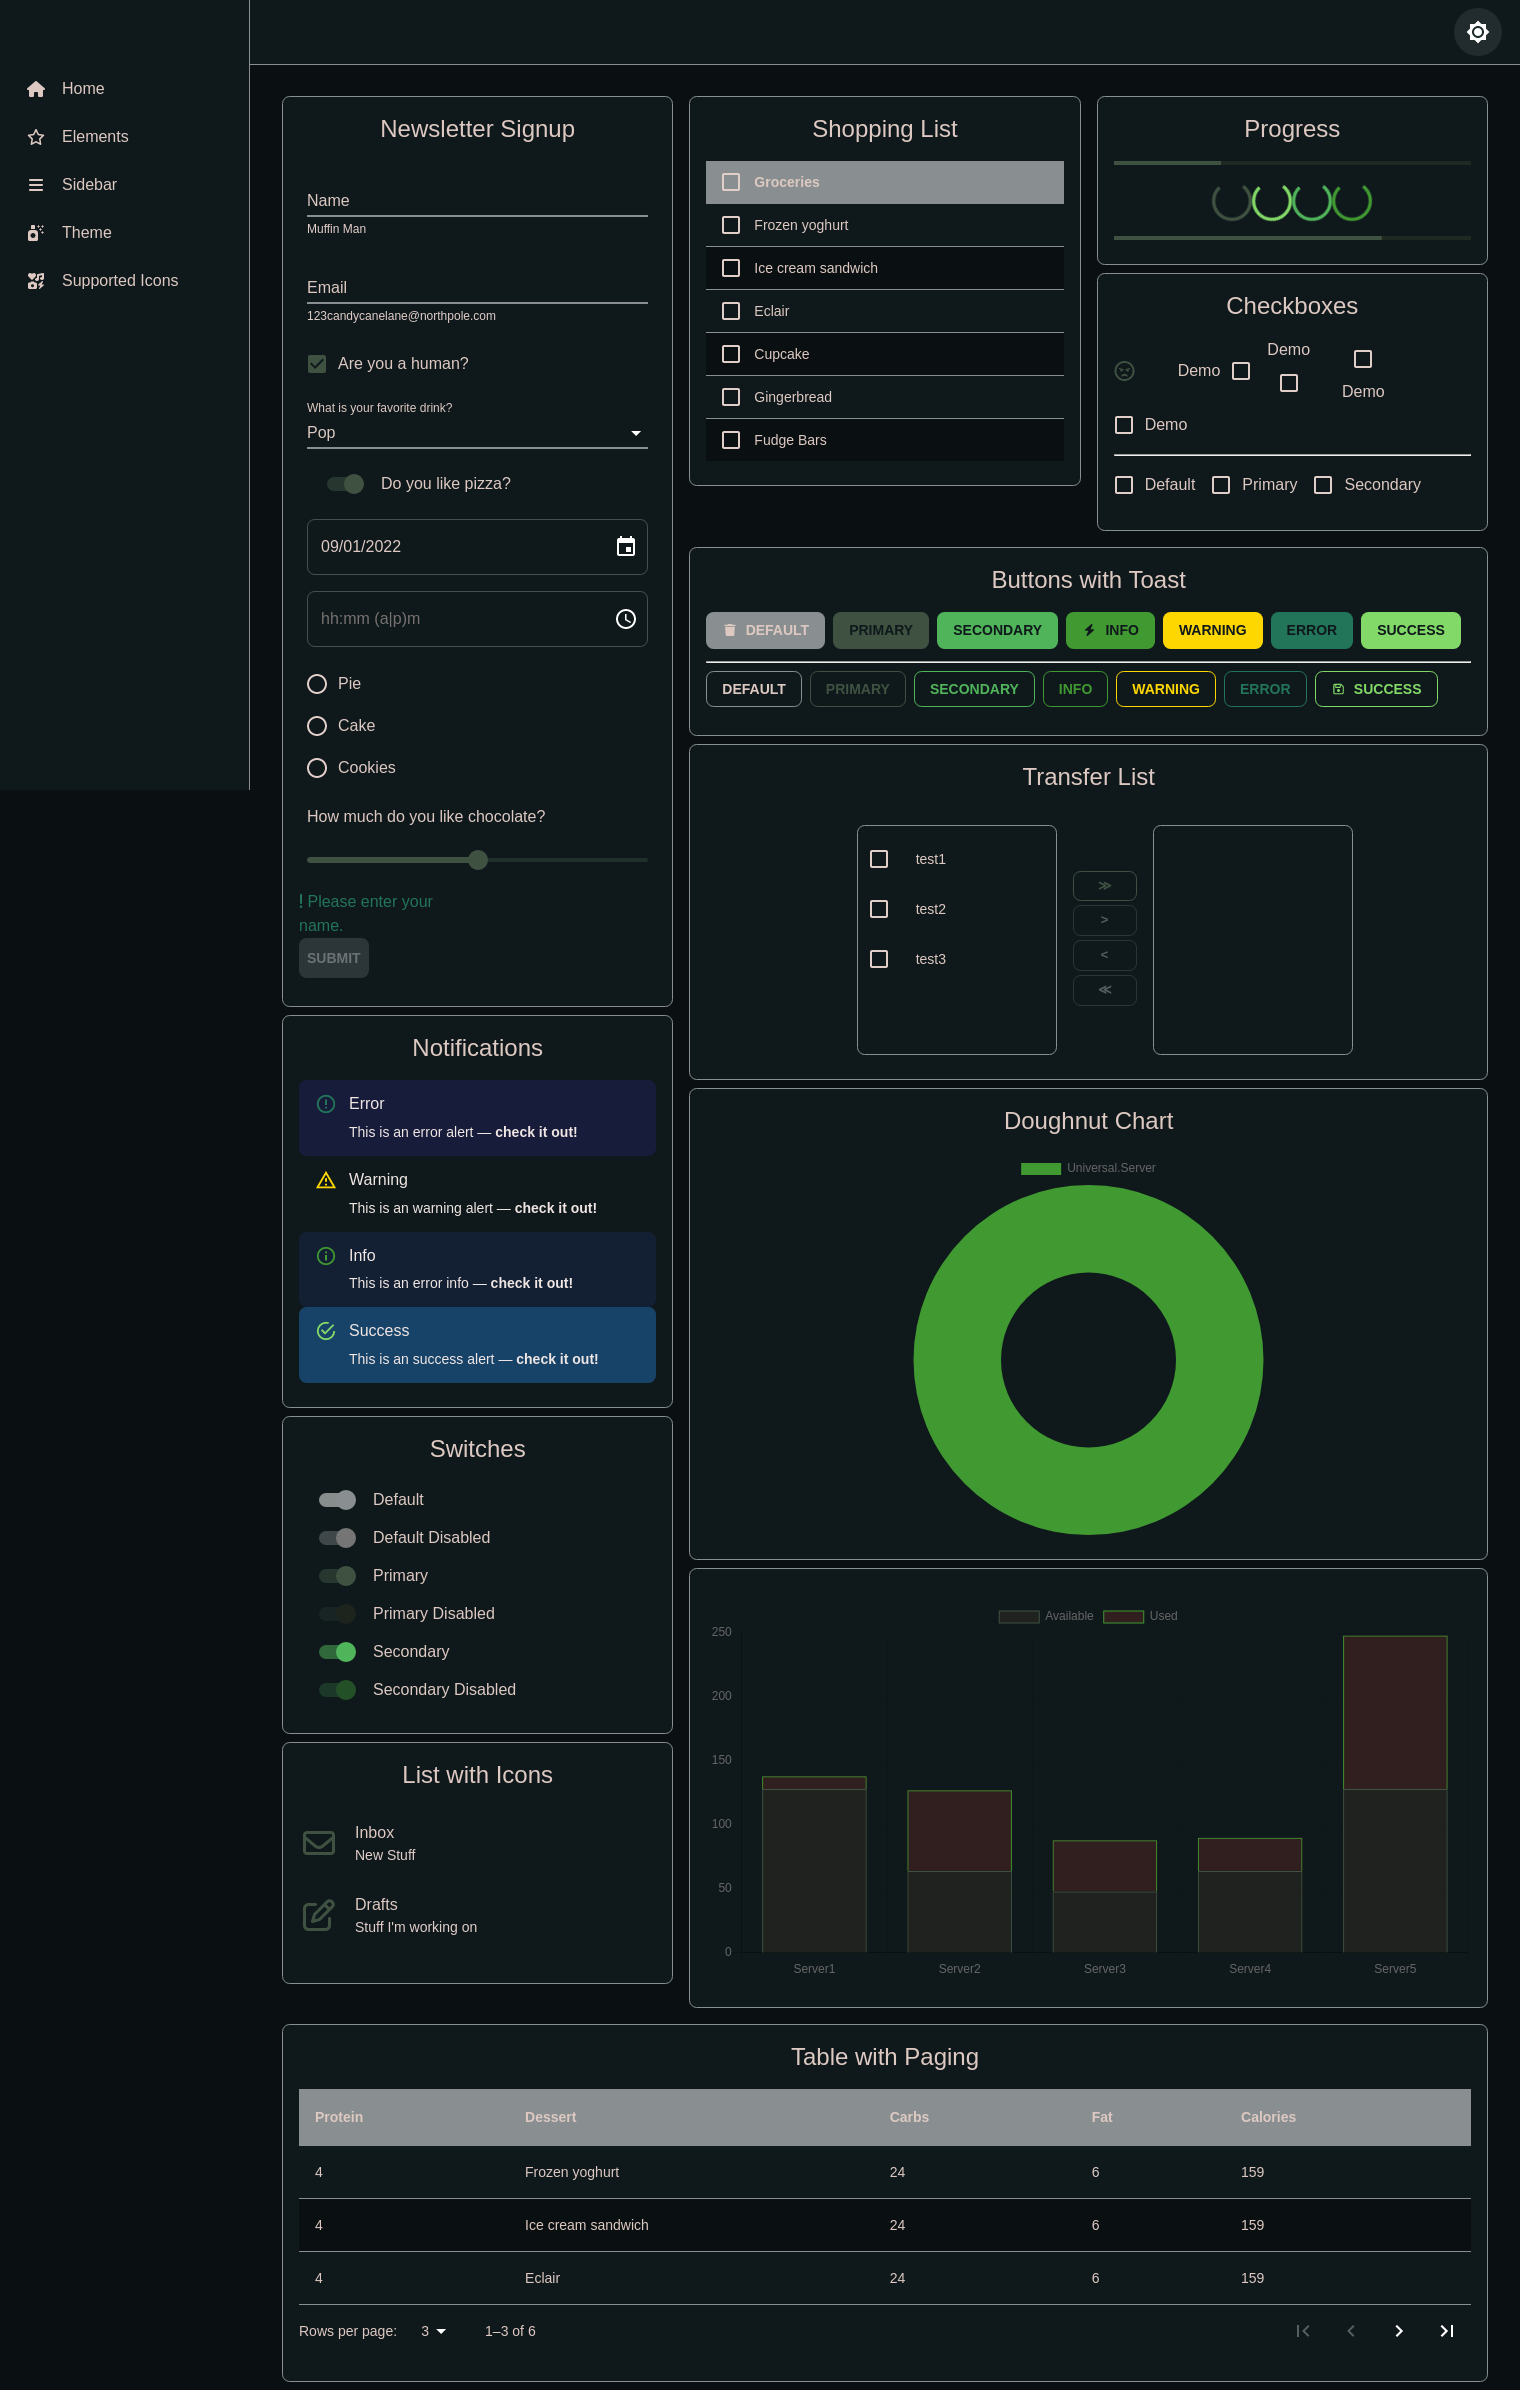 Home
Elements
Sidebar
Theme
Supported Icons
Newsletter Signup
Name
Muffin Man
Email
123candycanelane@northpole.com
Are you a human?
What is your favorite drink?
Pop
Do you like pizza?
09/01/2022
hh:mm (a|p)m
Pie
Cake
Cookies
How much do you like chocolate?
! Please enter your
name.
SUBMIT
Shopping List
Groceries
Frozen yoghurt
Ice cream sandwich
Eclair
Cupcake
Gingerbread
Fudge Bars
Progress
Checkboxes
Demo
Demo
Demo
Demo
Default Primary Secondary
Buttons with Toast
DEFAULT PRIMARY SECONDARY INFO WARNING ERROR SUCCESS
DEFAULT PRIMARY SECONDARY INFO WARNING ERROR SUCCESS
Transfer List
test1
test2
test3
≫
>
<
≪
Notifications
Error
This is an error alert — check it out!
Warning
This is an warning alert — check it out!
Info
This is an error info — check it out!
Success
This is an success alert — check it out!
Doughnut Chart
Universal.Server
Switches
Default
Default Disabled
Primary
Primary Disabled
Secondary
Secondary Disabled
List with Icons
Inbox
New Stuff
Drafts
Stuff I'm working on
Available Used
250
200
150
100
50
0
Server1 Server2 Server3 Server4 Server5
Table with Paging
Protein Dessert Carbs Fat Calories
4 Frozen yoghurt 24 6 159
4 Ice cream sandwich 24 6 159
4 Eclair 24 6 159
Rows per page: 3 1–3 of 6